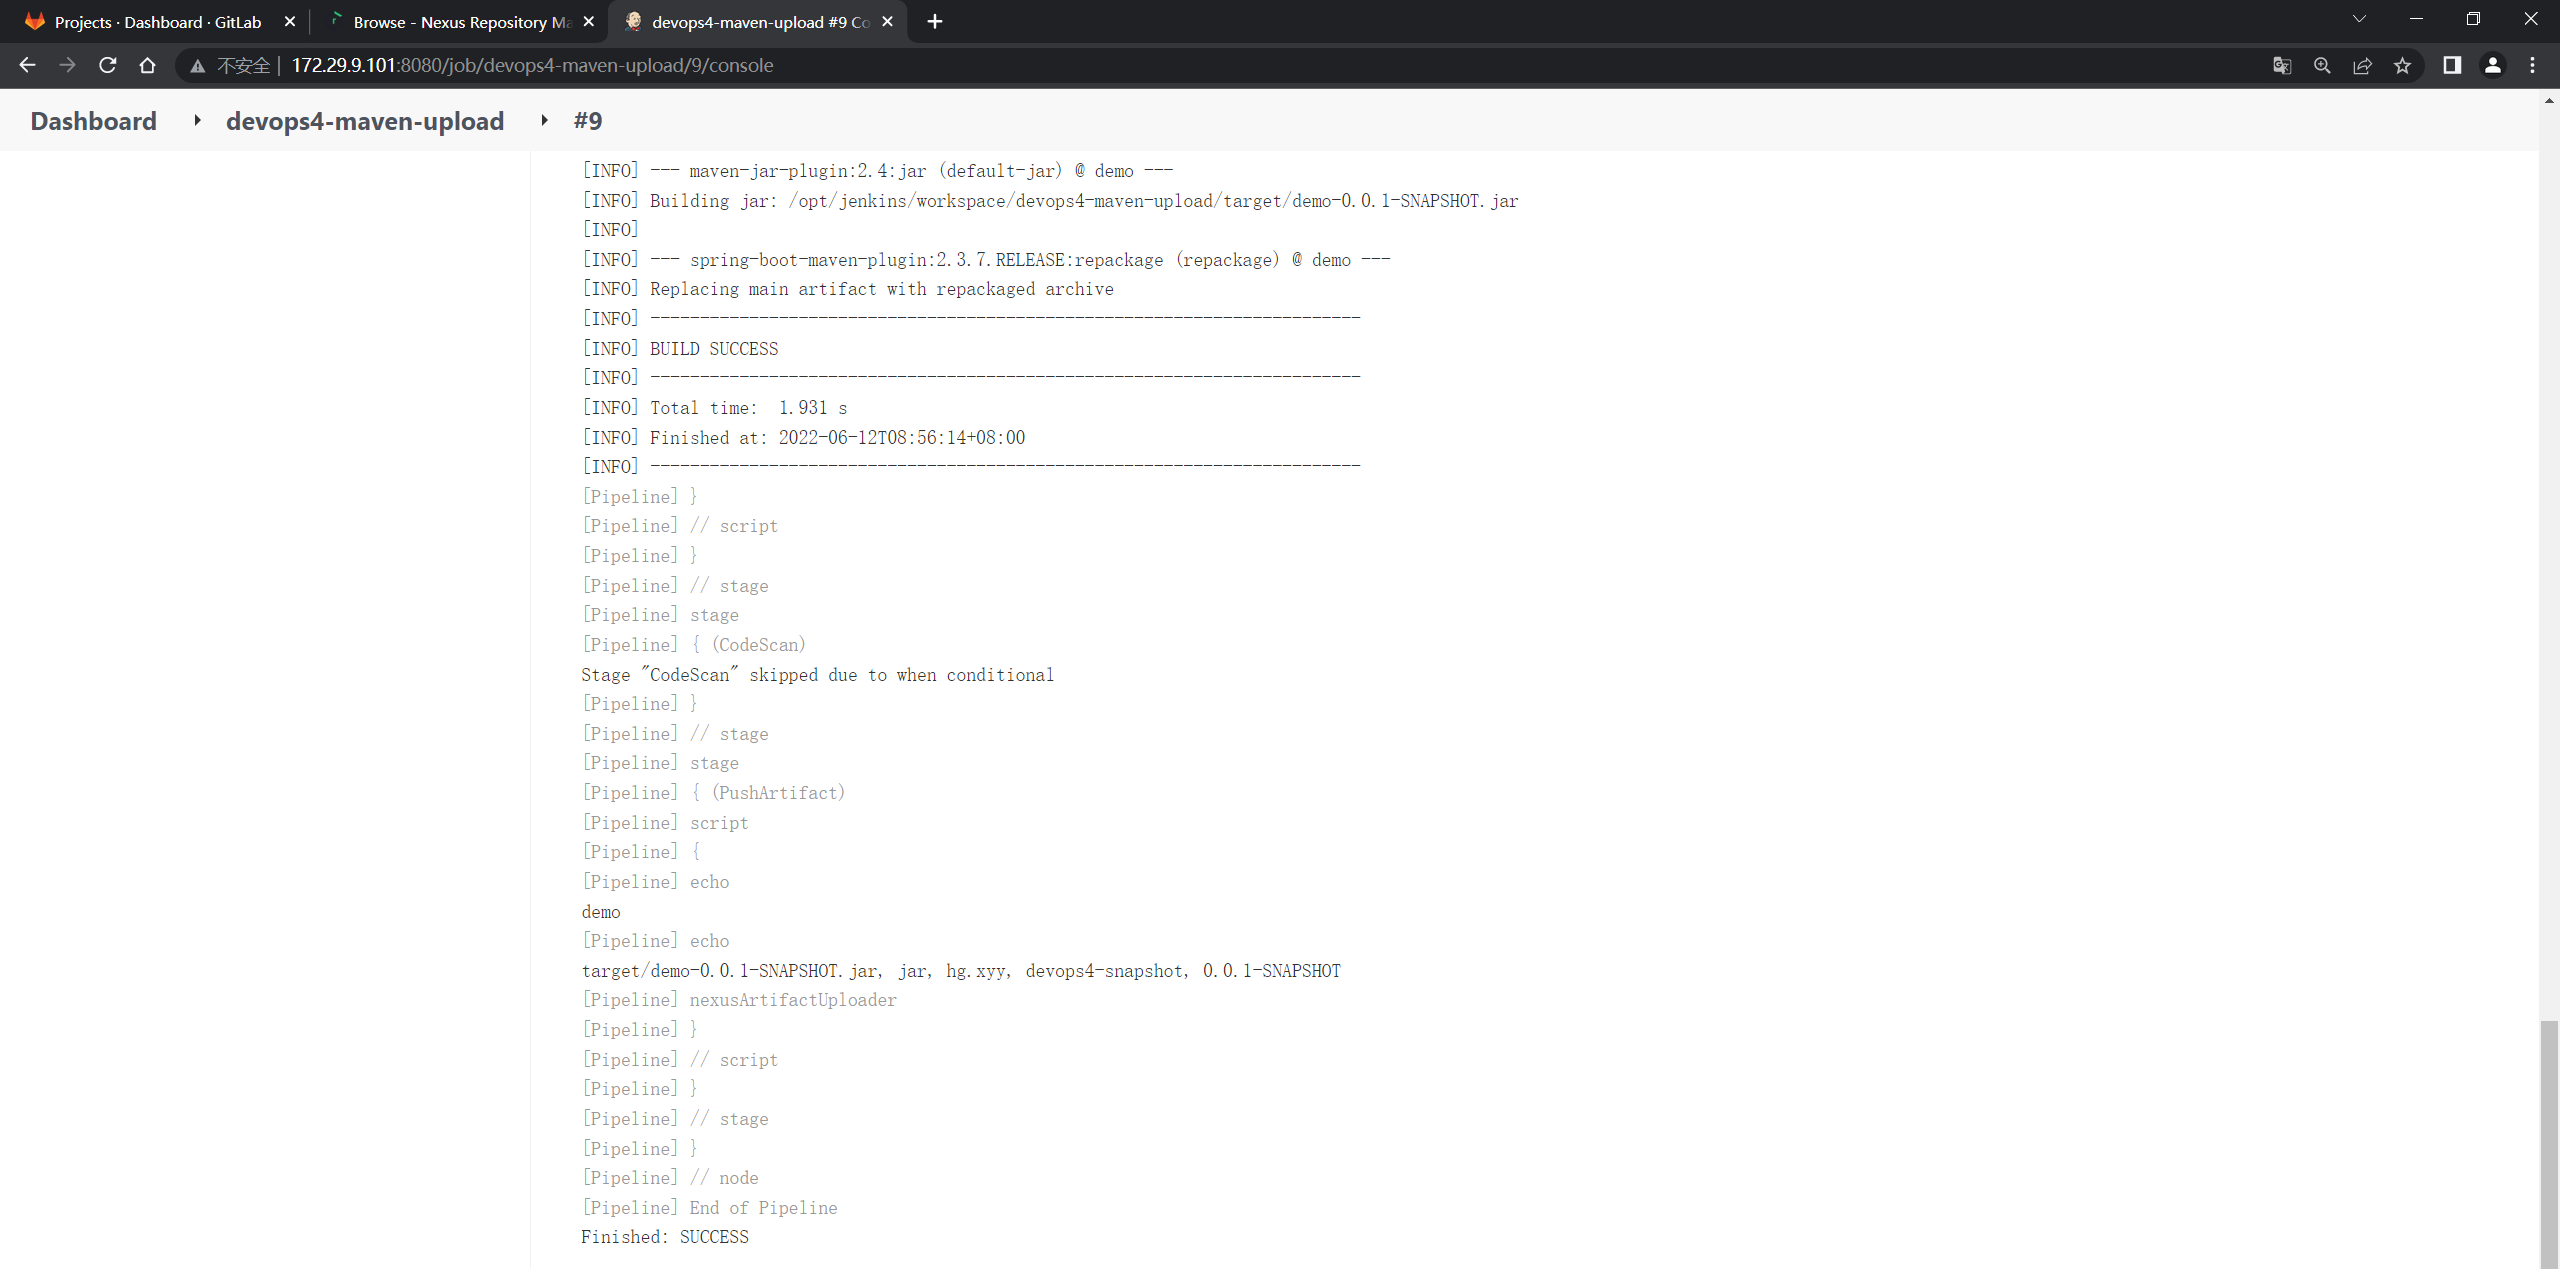 Projects · Dashboard · GitLab
Browse - Nexus Repository Ma
devops4-maven-upload #9 Co
不安全 | 172.29.9.101:8080/job/devops4-maven-upload/9/console
Dashboard devops4-maven-upload #9
[INFO] --- maven-jar-plugin:2.4:jar (default-jar) @ demo ---
[INFO] Building jar: /opt/jenkins/workspace/devops4-maven-upload/target/demo-0.0.1-SNAPSHOT.jar
[INFO]
[INFO] --- spring-boot-maven-plugin:2.3.7.RELEASE:repackage (repackage) @ demo ---
[INFO] Replacing main artifact with repackaged archive
[INFO] ------------------------------------------------------------------------
[INFO] BUILD SUCCESS
[INFO] ------------------------------------------------------------------------
[INFO] Total time:  1.931 s
[INFO] Finished at: 2022-06-12T08:56:14+08:00
[INFO] ------------------------------------------------------------------------
[Pipeline] }
[Pipeline] // script
[Pipeline] }
[Pipeline] // stage
[Pipeline] stage
[Pipeline] { (CodeScan)
Stage "CodeScan" skipped due to when conditional
[Pipeline] }
[Pipeline] // stage
[Pipeline] stage
[Pipeline] { (PushArtifact)
[Pipeline] script
[Pipeline] {
[Pipeline] echo
demo
[Pipeline] echo
target/demo-0.0.1-SNAPSHOT.jar, jar, hg.xyy, devops4-snapshot, 0.0.1-SNAPSHOT
[Pipeline] nexusArtifactUploader
[Pipeline] }
[Pipeline] // script
[Pipeline] }
[Pipeline] // stage
[Pipeline] }
[Pipeline] // node
[Pipeline] End of Pipeline
Finished: SUCCESS